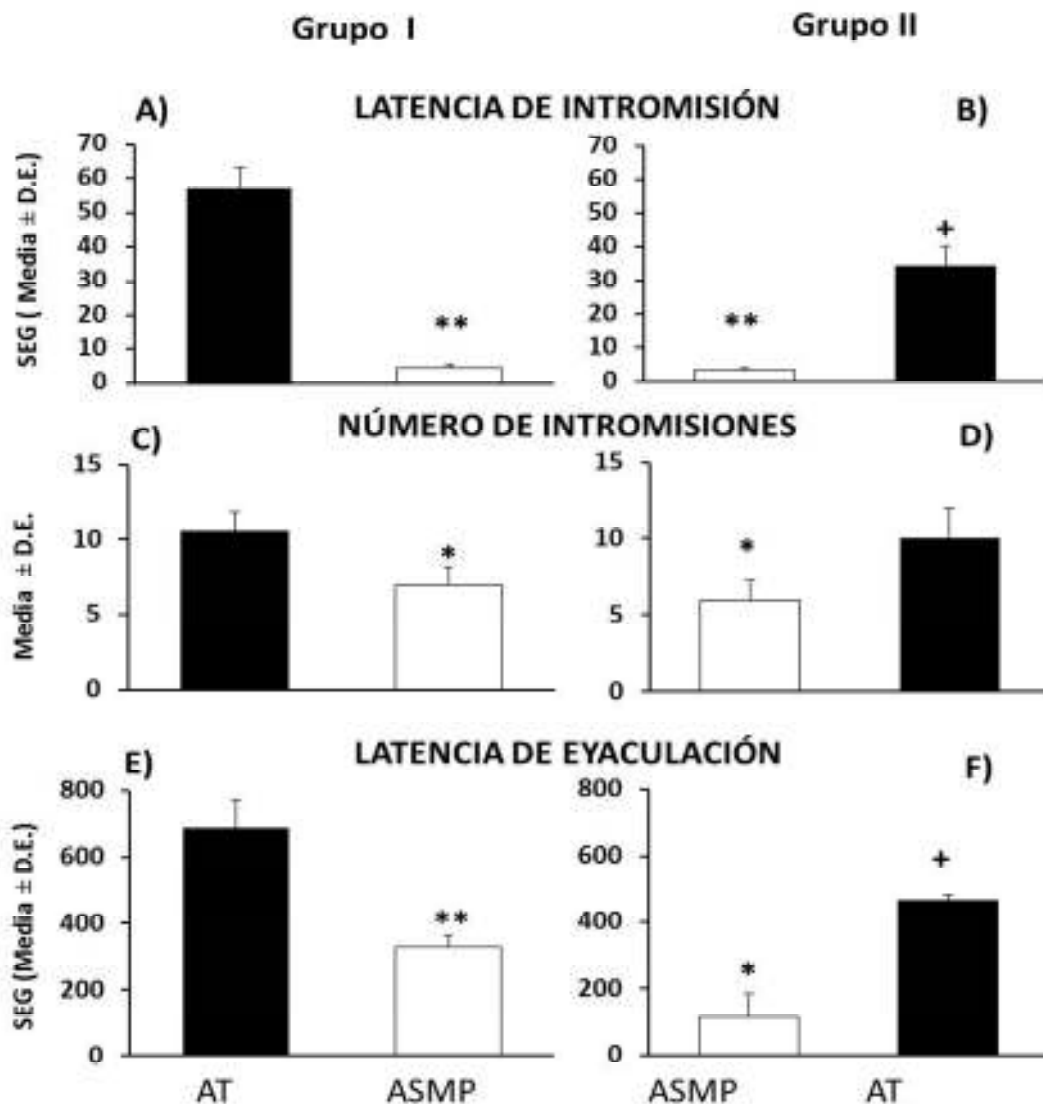 Grupo I
Grupo II
A)
LATENCIA DE INTROMISIÓN
B)
SEG ( Media ± D.E.)
70
60
50
40
30
20
10
0
**
70
60
50
40
30
20
10
0
**
+
C)
NÚMERO DE INTROMISIONES
D)
Media ± D.E.
15
10
5
0
*
15
10
5
0
*
E)
LATENCIA DE EYACULACIÓN
F)
SEG (Media ± D.E.)
800
600
400
200
0
**
800
600
400
200
0
*
+
AT
ASMP
ASMP
AT